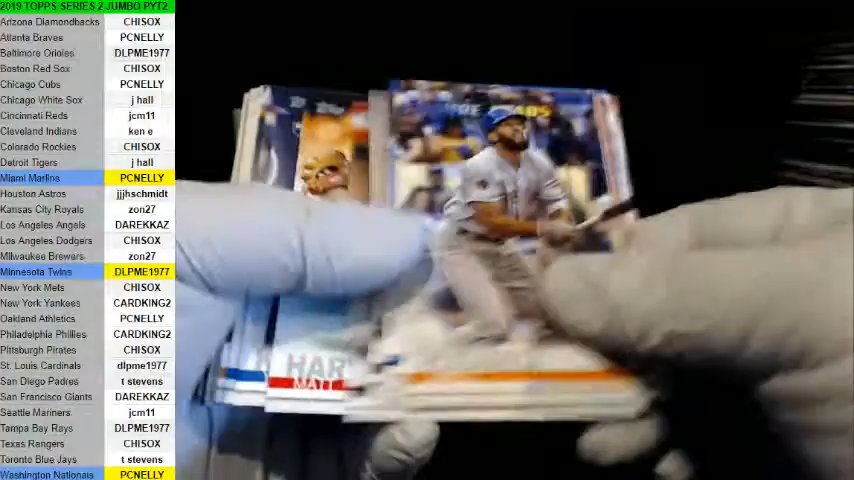 2019 TOPPS SERIES 2 JUMBO PYT2
Arizona Diamondbacks CHISOX
Atlanta Braves PCNELLY
Baltimore Orioles DLPME1977
Boston Red Sox CHISOX
Chicago Cubs PCNELLY
Chicago White Sox j hall
Cincinnati Reds jcm11
Cleveland Indians ken e
Colorado Rockies CHISOX
Detroit Tigers j hall
Miami Marlins PCNELLY
Houston Astros jjjhschmidt
Kansas City Royals zon27
Los Angeles Angels DAREKKAZ
Los Angeles Dodgers CHISOX
Milwaukee Brewers zon27
Minnesota Twins DLPME1977
New York Mets CHISOX
New York Yankees CARDKING2
Oakland Athletics PCNELLY
Philadelphia Phillies CARDKING2
Pittsburgh Pirates CHISOX
St. Louis Cardinals dlpme1977
San Diego Padres t stevens
San Francisco Giants DAREKKAZ
Seattle Mariners jcm11
Tampa Bay Rays DLPME1977
Texas Rangers CHISOX
Toronto Blue Jays t stevens
Washington Nationals PCNELLY
HAR
MATT